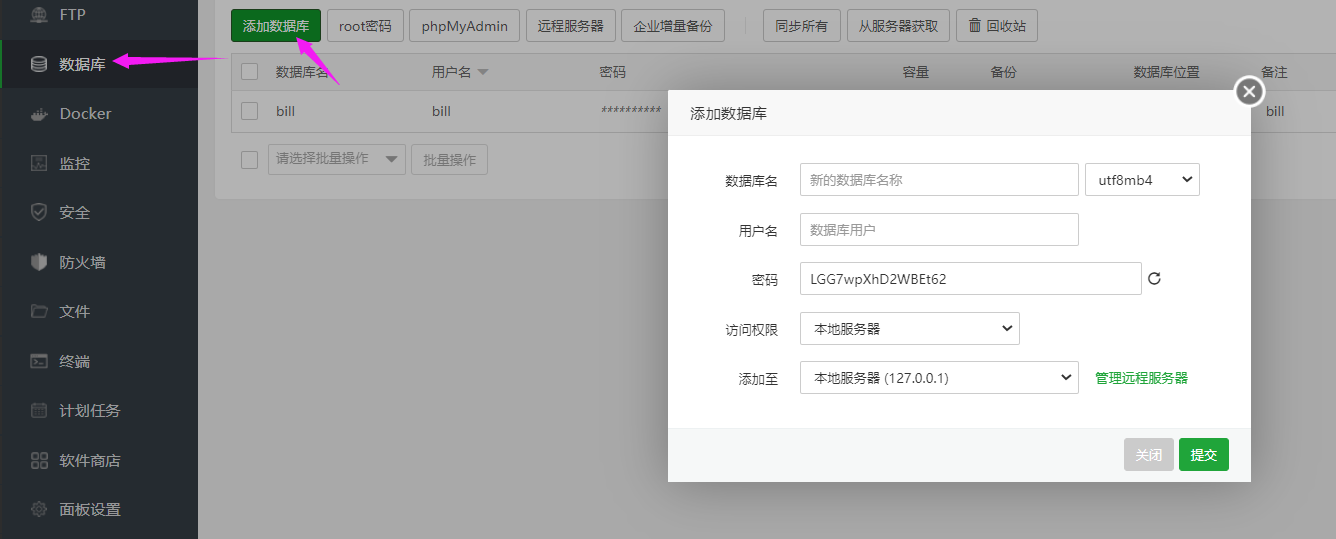 FTP
数据库
Docker
监控
安全
防火墙
文件
终端
计划任务
软件商店
面板设置
添加数据库 root密码 phpMyAdmin 远程服务器 企业增量备份 同步所有 从服务器获取 回收站
数据库名 用户名 密码 容量 备份 数据库位置 备注
bill bill ********** bill
请选择批量操作 批量操作
添加数据库
数据库名 新的数据库名称 utf8mb4
用户名 数据库用户
密码 LGG7wpXhD2WBEt62
访问权限 本地服务器
添加至 本地服务器 (127.0.0.1) 管理远程服务器
关闭 提交